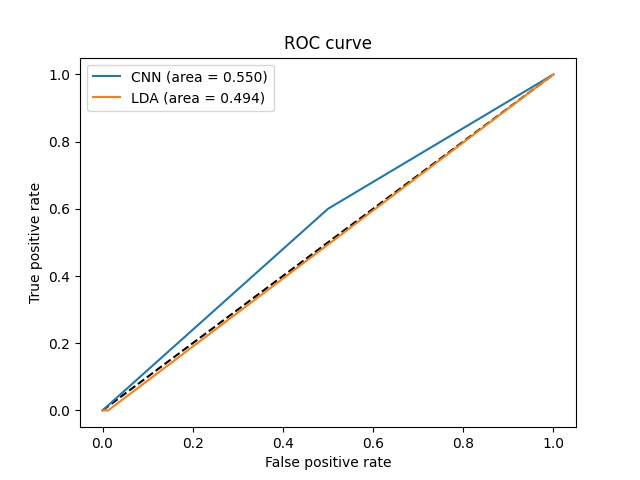 ROC curve
CNN (area = 0.550)
LDA (area = 0.494)
1.0
0.8
0.6
0.4
0.2
0.0
True positive rate
0.0 0.2 0.4 0.6 0.8 1.0
False positive rate